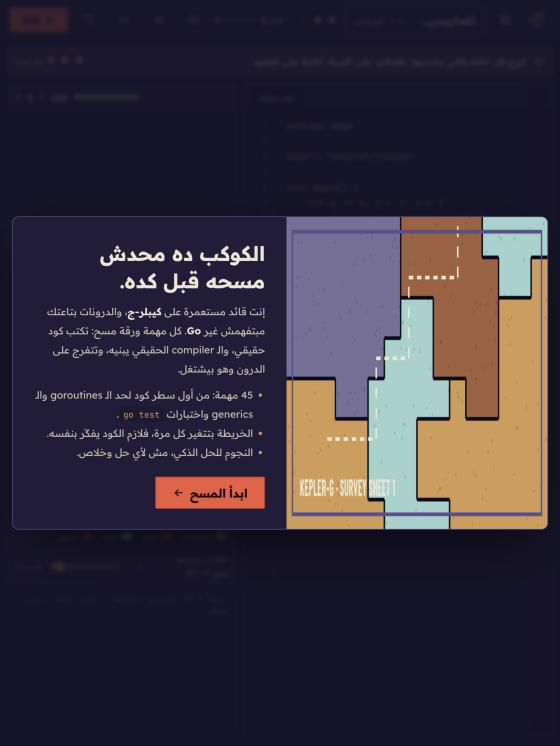 الكوكب ده محدش
مسحه قبل كده.
إنت قائد مستعمرة على كيبلر-ج، والدرونات بتاعتك
مبتفهمش غير Go. كل مهمة ورقة مسح: تكتب كود
حقيقي، والـ compiler الحقيقي يبنيه، وتتفرج على
الدرون وهو بيشتغل.
45 مهمة: من أول سطر كود لحد الـ goroutines والـ
generics واختبارات go test .
الخريطة بتتغير كل مرة، فلازم الكود يفكّر بنفسه.
النجوم للحل الذكي، مش لأي حل وخلاص.
ابدأ المسح ←
KEPLER-G · SURVEY SHEET 1